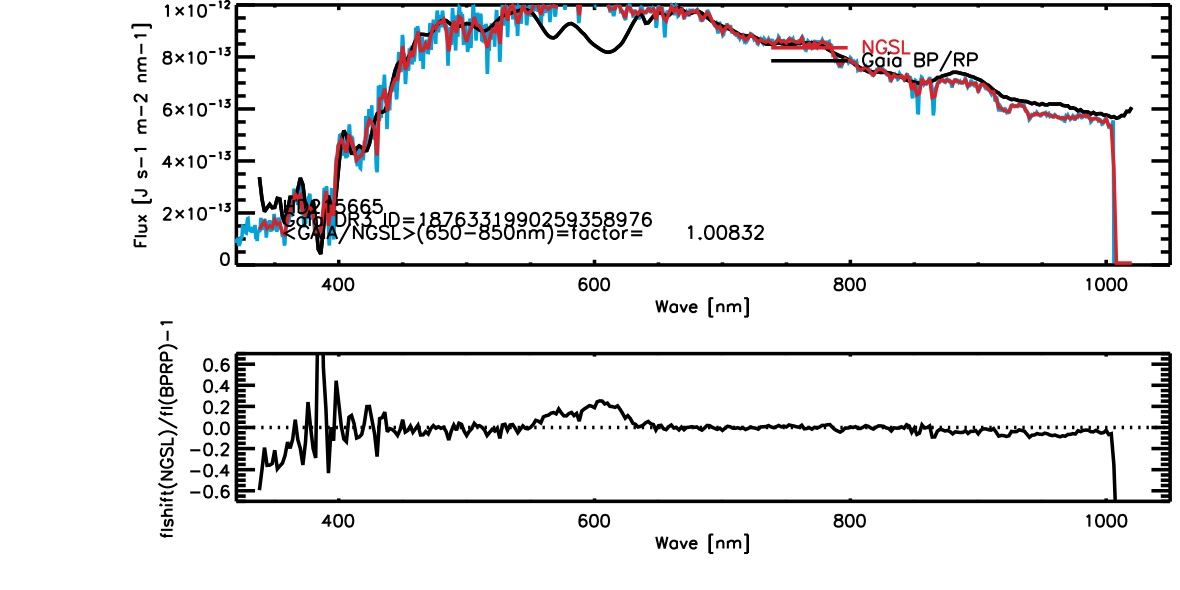 1×10−12
8×10−13
6×10−13
4×10−13
2×10−13
0
Flux [J s−1 m−2 nm−1]
NGSL
Gaia BP/RP
Gaia DR3 ID=1876331990259358976
<GAIA/NGSL>(650−850nm)=factor= 1.00832
400 600 800 1000
Wave [nm]
flshift(NGSL)/fl(BPRP)−1
0.6
0.4
0.2
0.0
−0.2
−0.4
−0.6
400 600 800 1000
Wave [nm]